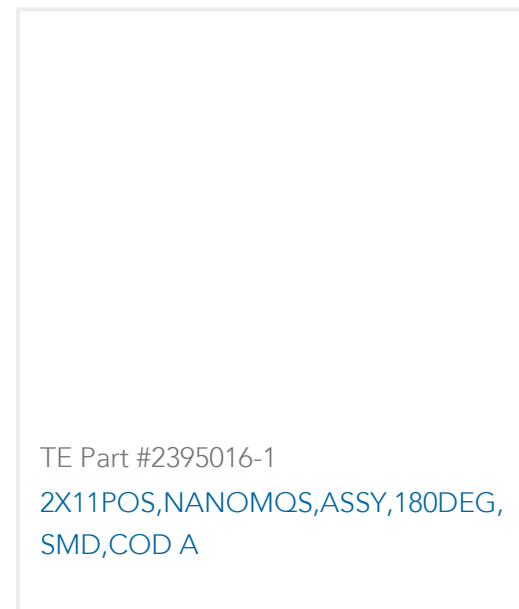 TE Part #2395016-1
2X11POS,NANOMQS,ASSY,180DEG,
SMD,COD A